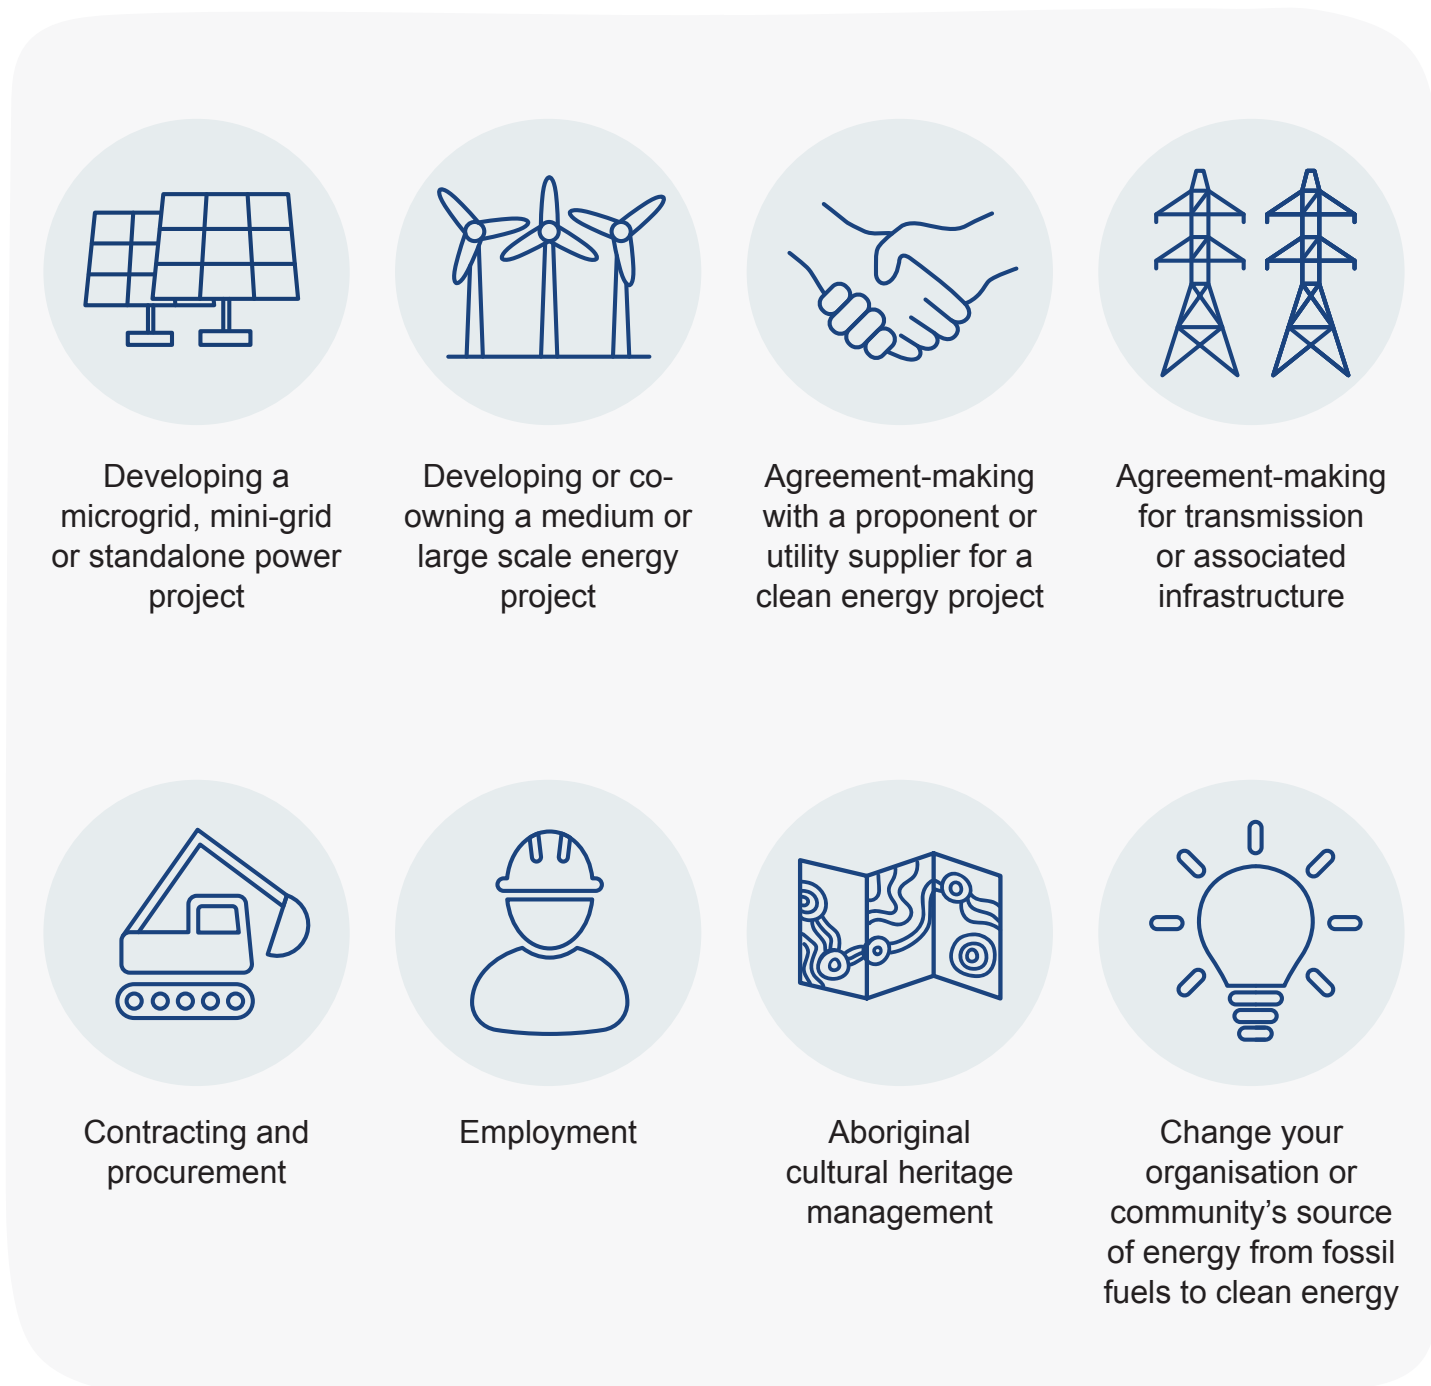 Developing a
microgrid, mini-grid
or standalone power
project
Developing or co-
owning a medium or
large scale energy
project
Agreement-making
with a proponent or
utility supplier for a
clean energy project
Agreement-making
for transmission
or associated
infrastructure
Contracting and
procurement
Employment
Aboriginal
cultural heritage
management
Change your
organisation or
community’s source
of energy from fossil
fuels to clean energy